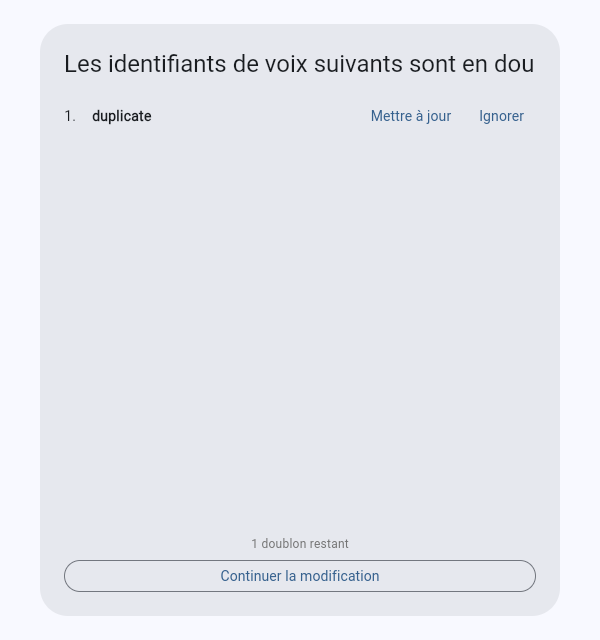 Les identifiants de voix suivants sont en dou
1. duplicate Mettre à jour Ignorer
1 doublon restant
Continuer la modification